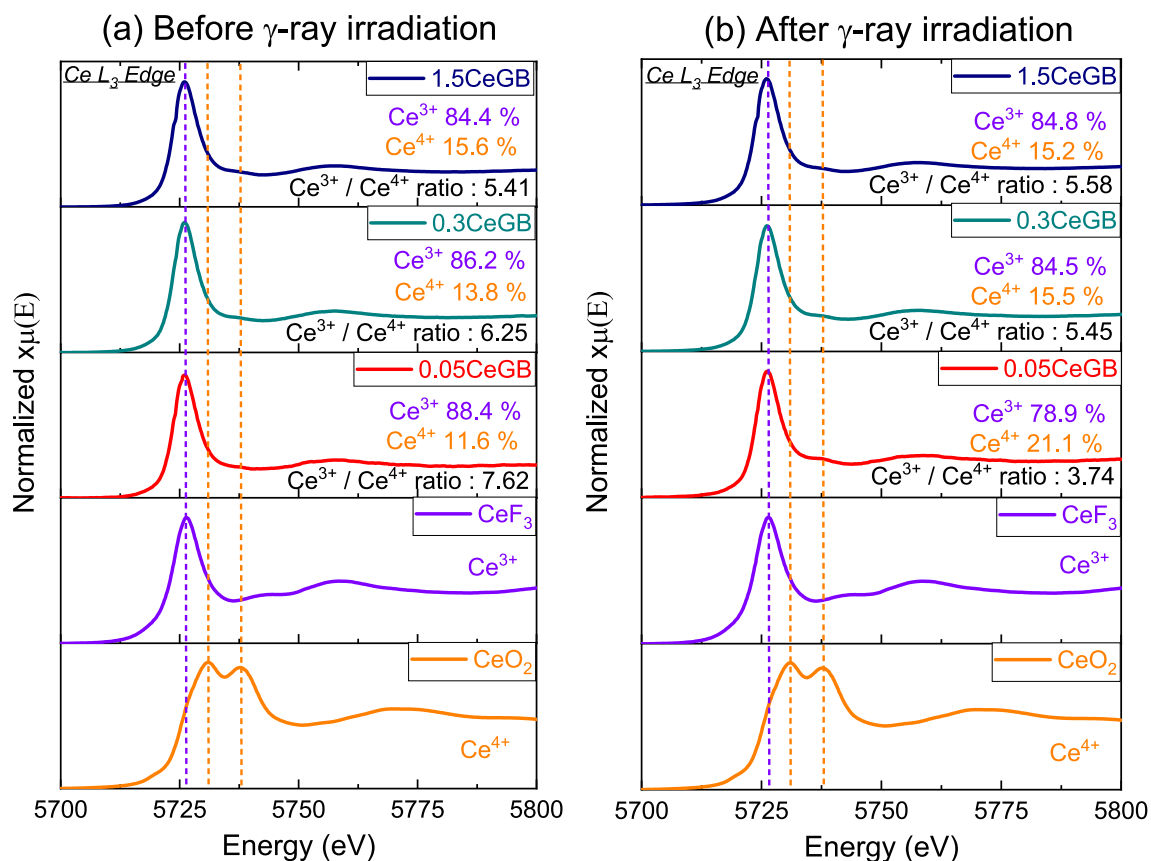 (a) Before γ-ray irradiation
Ce L₃ Edge
1.5CeGB
Ce³⁺ 84.4 %
Ce⁴⁺ 15.6 %
Ce³⁺ / Ce⁴⁺ ratio : 5.41
0.3CeGB
Ce³⁺ 86.2 %
Ce⁴⁺ 13.8 %
Ce³⁺ / Ce⁴⁺ ratio : 6.25
0.05CeGB
Ce³⁺ 88.4 %
Ce⁴⁺ 11.6 %
Ce³⁺ / Ce⁴⁺ ratio : 7.62
CeF₃
Ce³⁺
CeO₂
Ce⁴⁺
Normalized xμ(E)
5700 5725 5750 5775 5800
Energy (eV)
(b) After γ-ray irradiation
Ce L₃ Edge
1.5CeGB
Ce³⁺ 84.8 %
Ce⁴⁺ 15.2 %
Ce³⁺ / Ce⁴⁺ ratio : 5.58
0.3CeGB
Ce³⁺ 84.5 %
Ce⁴⁺ 15.5 %
Ce³⁺ / Ce⁴⁺ ratio : 5.45
0.05CeGB
Ce³⁺ 78.9 %
Ce⁴⁺ 21.1 %
Ce³⁺ / Ce⁴⁺ ratio : 3.74
CeF₃
Ce³⁺
CeO₂
Ce⁴⁺
Normalized xμ(E)
5700 5725 5750 5775 5800
Energy (eV)